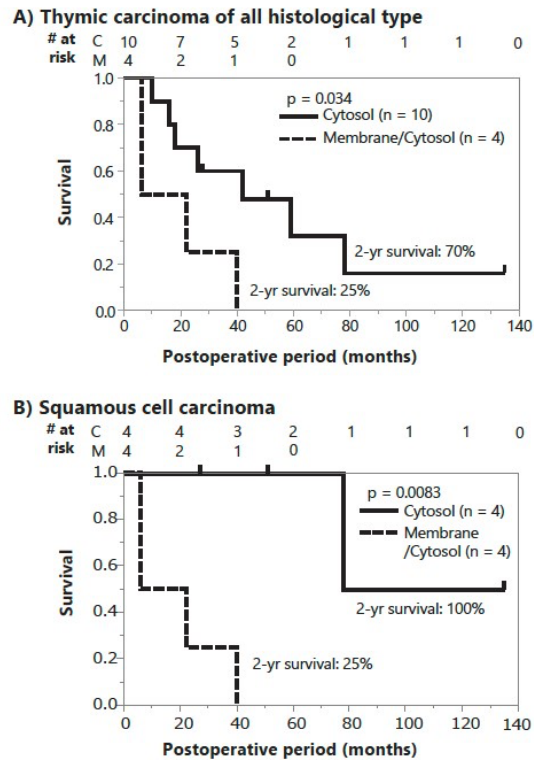 A) Thymic carcinoma of all histological type
# at C 10 7 5 2 1 1 1 0
risk M 4 2 1 0
1.0
p = 0.034
Cytosol (n = 10)
0.8
Membrane/Cytosol (n = 4)
0.6
Survival
0.4
2-yr survival: 70%
0.2
2-yr survival: 25%
0.0
0 20 40 60 80 100 120 140
Postoperative period (months)
B) Squamous cell carcinoma
# at C 4 4 3 2 1 1 1 0
risk M 4 2 1 0
1.0
p = 0.0083
Cytosol (n = 4)
0.8
Membrane
/Cytosol (n = 4)
0.6
Survival
0.4
2-yr survival: 100%
0.2
2-yr survival: 25%
0.0
0 20 40 60 80 100 120 140
Postoperative period (months)